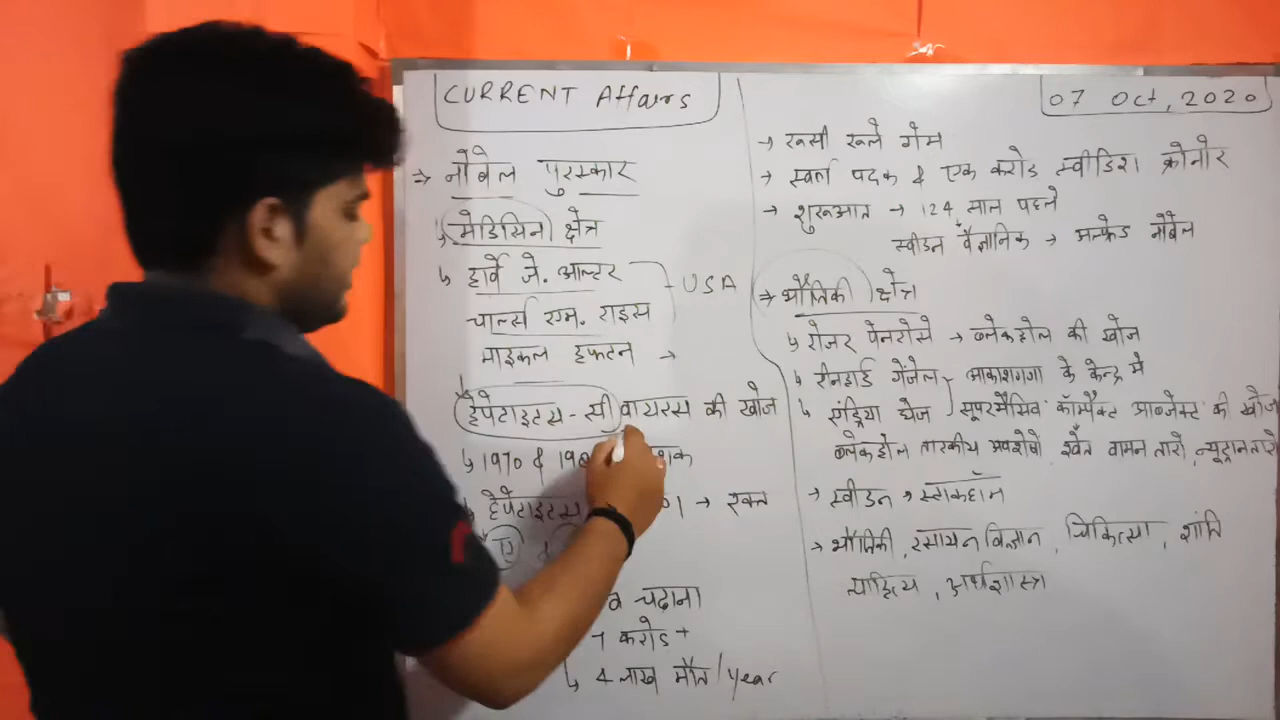 CURRENT Affairs
07 Oct, 2020
⇒ नोबेल पुरस्कार
↳ मेडिसिन क्षेत्र
↳ हार्वे जे. आल्टर
चार्ल्स एम. राइस
USA
माइकल हफटन →
हेपेटाइटस - सी वायरस की खोज
↳ 1970 &
↳ हेपेटाइटस → रक्त
चढ़ाना
7 करोड +
↳ 4 लाख मौत / year
→ रूसी रूले गेम
→ स्वर्ण पदक & एक करोड स्वीडिश क्रोनोर
→ शुरूआत → 124 साल पहले
स्वीडन वैज्ञानिक → अल्फ्रेड नोबेल
⇒ भौतिकी क्षेत्र
↳ रोजर पेनरोसे → ब्लेकहोल की खोज
↳ रीनहार्ड गेंजेल
↳ एंड्रिया घेज
आकाशगंगा के केन्द्र मे
सूपरमैसिव कॉम्पैक्ट आब्जेक्ट की खोज
ब्लेकहोल तारकीय अवशेषो, श्वेत वामन तारो, न्यूट्रान तारे
→ स्वीडन → स्टाकहोम
→ भौतिकी, रसायन विज्ञान, चिकित्सा, शांति
साहित्य, अर्थशास्त्र